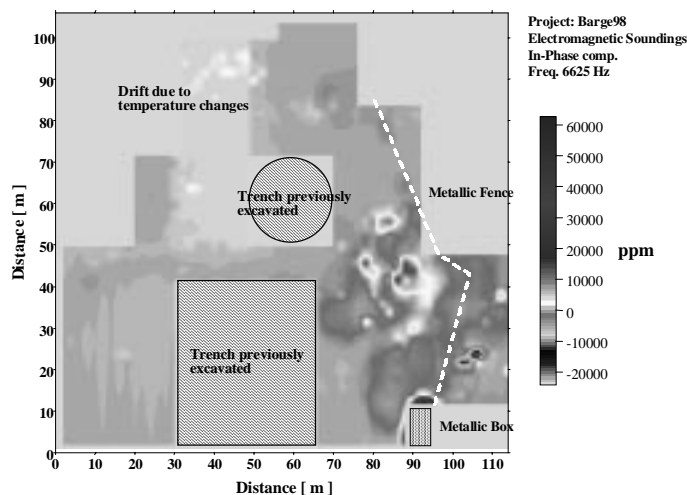 Project: Barge98
Electromagnetic Soundings
In-Phase comp.
Freq. 6625 Hz
100
90
80
70
60
50
40
30
20
10
0
Distance [ m ]
Drift due to
temperature changes
Trench previously
excavated
Metallic Fence
Trench previously
excavated
Metallic Box
0 10 20 30 40 50 60 70 80 90 100 110
Distance [ m ]
60000
50000
40000
30000
20000
10000
0
-10000
-20000
ppm